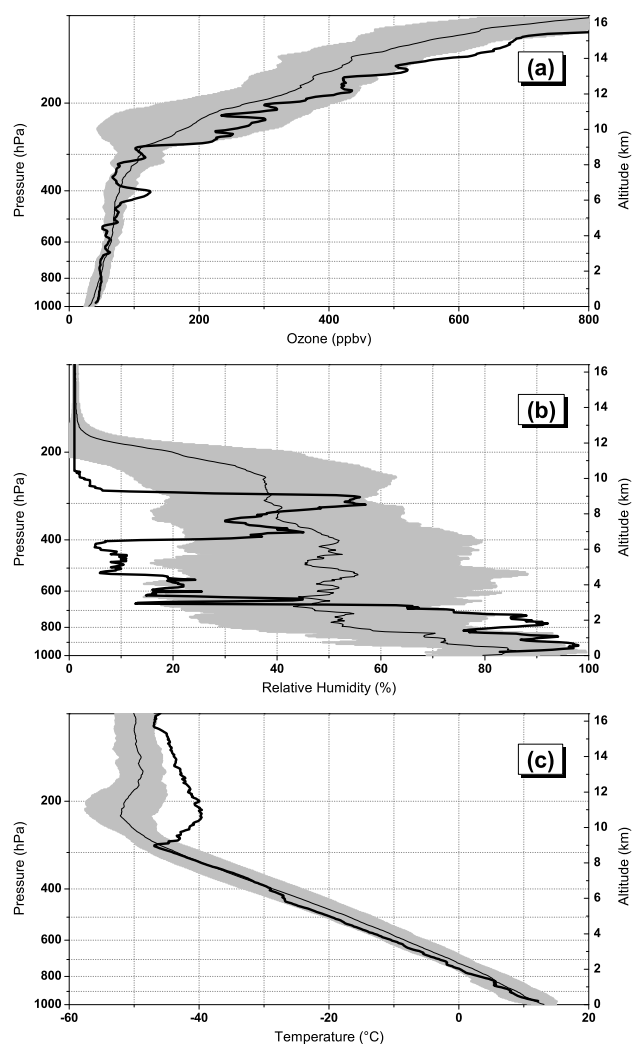 (a)
Pressure (hPa)
200
400
600
800
1000
16
14
12
10
8
6
4
2
0
Altitude (km)
0 200 400 600 800
Ozone (ppbv)
(b)
Pressure (hPa)
200
400
600
800
1000
16
14
12
10
8
6
4
2
0
Altitude (km)
0 20 40 60 80 100
Relative Humidity (%)
(c)
Pressure (hPa)
200
400
600
800
1000
16
14
12
10
8
6
4
2
0
Altitude (km)
-60 -40 -20 0 20
Temperature (°C)